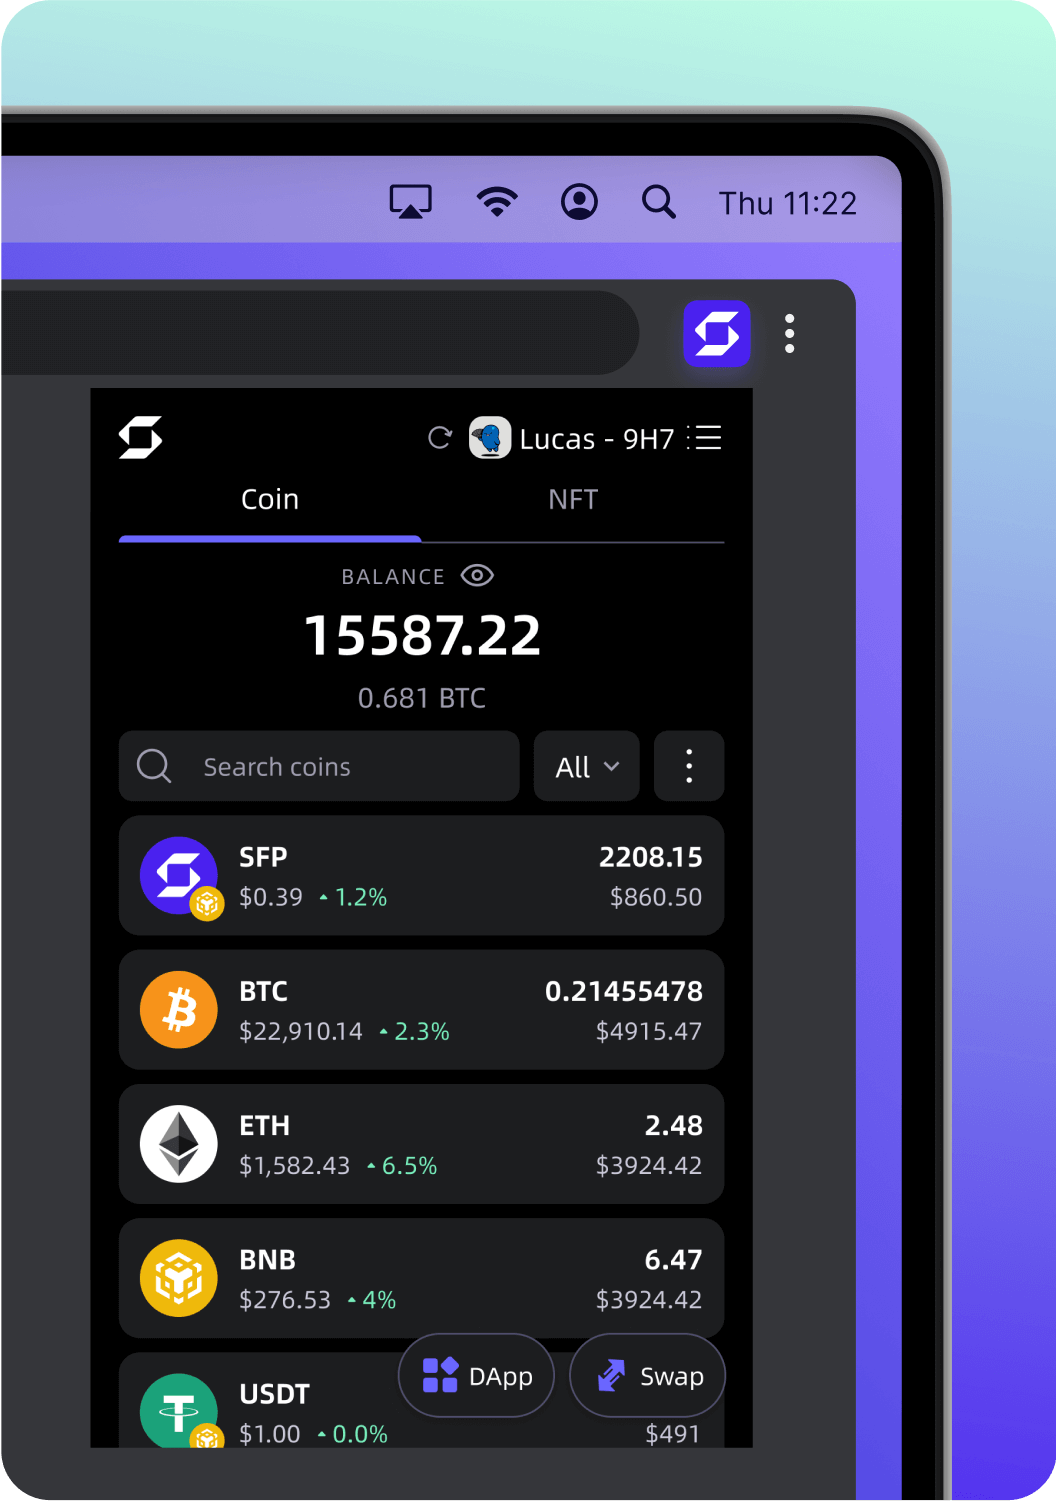 Thu 11:22
Lucas - 9H7
Coin NFT
BALANCE
15587.22
0.681 BTC
Search coins All
SFP 2208.15
$0.39 1.2% $860.50
BTC 0.21455478
$22,910.14 2.3% $4915.47
ETH 2.48
$1,582.43 6.5% $3924.42
BNB 6.47
$276.53 4% $3924.42
DApp Swap
USDT
$1.00 0.0% $491